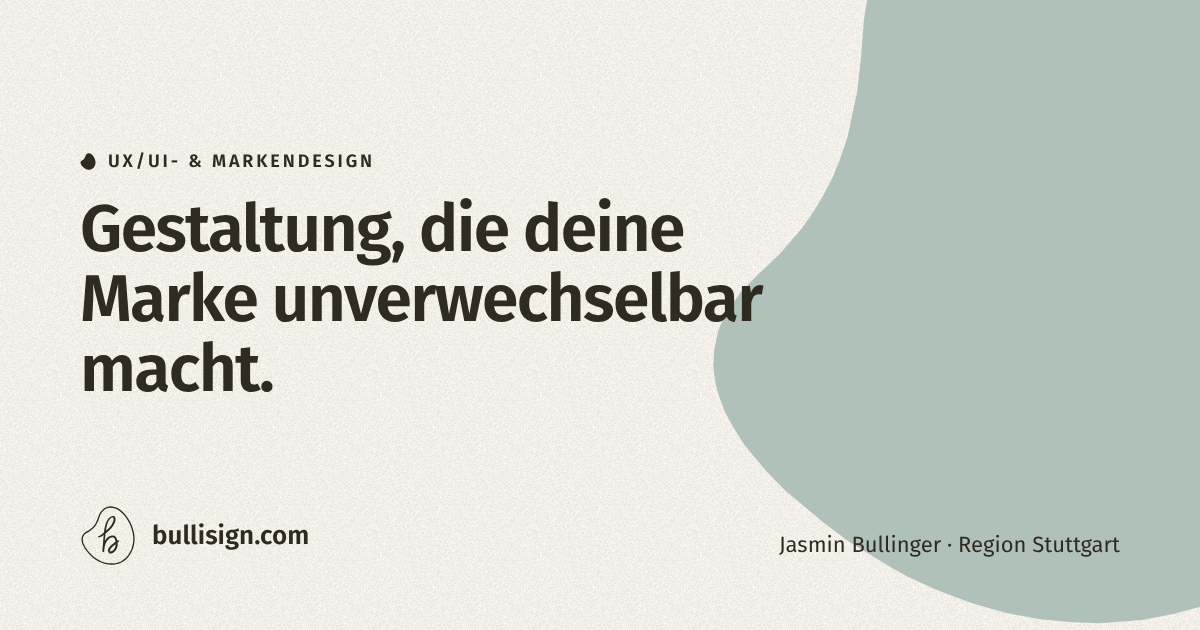 UX/UI- & MARKENDESIGN
Gestaltung, die deine
Marke unverwechselbar
macht.
b
bullisign.com
Jasmin Bullinger · Region Stuttgart